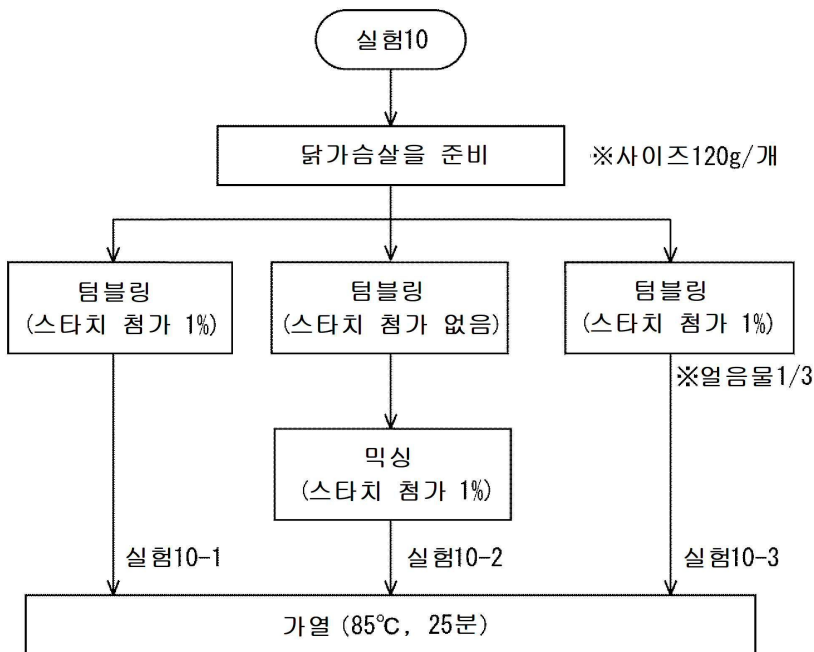 실험10
닭가슴살을 준비
※사이즈120g/개
텀블링
(스타치 첨가 1%)
텀블링
(스타치 첨가 없음)
텀블링
(스타치 첨가 1%)
※얼음물1/3
믹싱
(스타치 첨가 1%)
실험10-1
실험10-2
실험10-3
가열 (85℃, 25분)